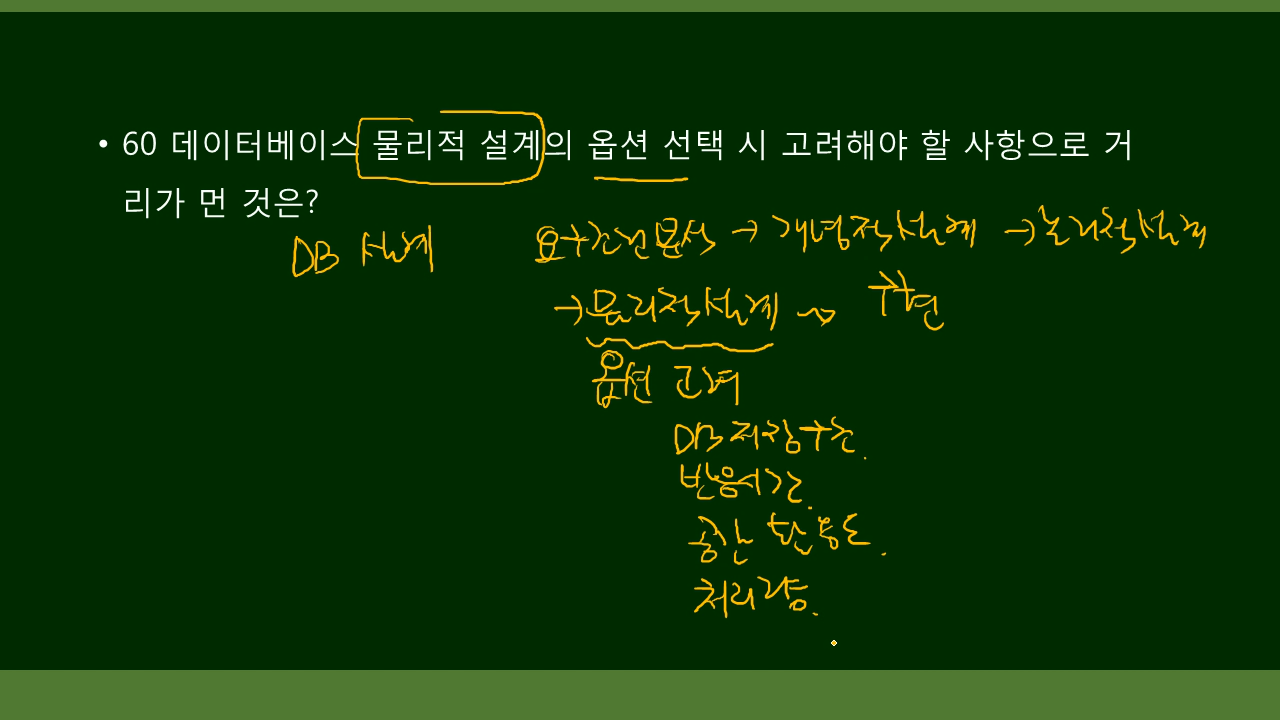 • 60 데이터베이스 물리적 설계의 옵션 선택 시 고려해야 할 사항으로 거
리가 먼 것은?
DB 설계
요구조건분석 → 개념적설계 → 논리적설계
→ 물리적설계 → 구현
옵션 고려
DB저장구조.
반응시간.
공간 활용도.
처리량.